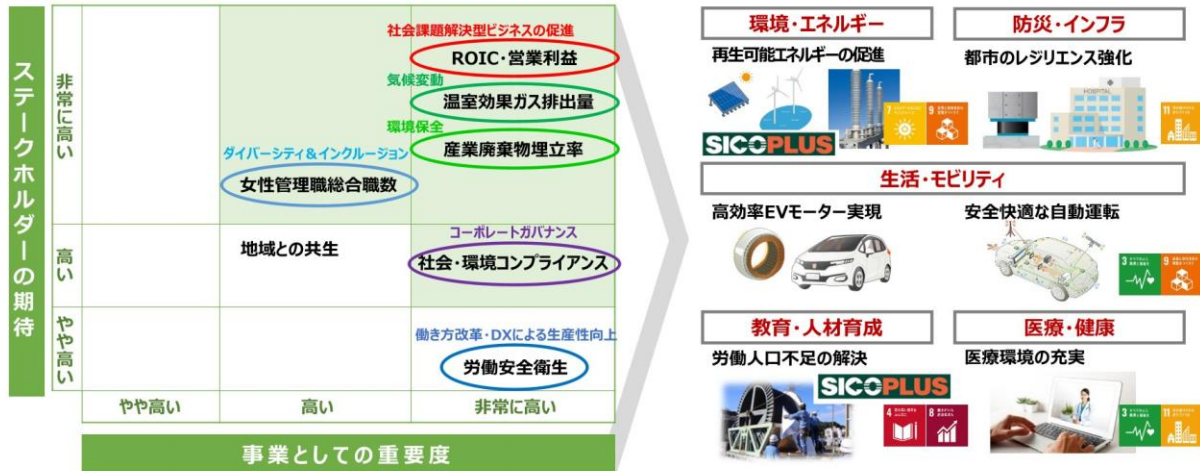 ステークホルダーの期待
非常に高い
高い
やや高い
社会課題解決型ビジネスの促進
ROIC・営業利益
気候変動
温室効果ガス排出量
環境保全
産業廃棄物埋立率
ダイバーシティ&インクルージョン
女性管理職総合職数
地域との共生
コーポレートガバナンス
社会・環境コンプライアンス
働き方改革・DXによる生産性向上
労働安全衛生
やや高い
高い
非常に高い
事業としての重要度
環境・エネルギー
再生可能エネルギーの促進
SICOPLUS
7
9
防災・インフラ
都市のレジリエンス強化
HOSPITAL
11
生活・モビリティ
高効率EVモーター実現
安全快適な自動運転
3
9
教育・人材育成
労働人口不足の解決
SICOPLUS
4
8
医療・健康
医療環境の充実
3
11